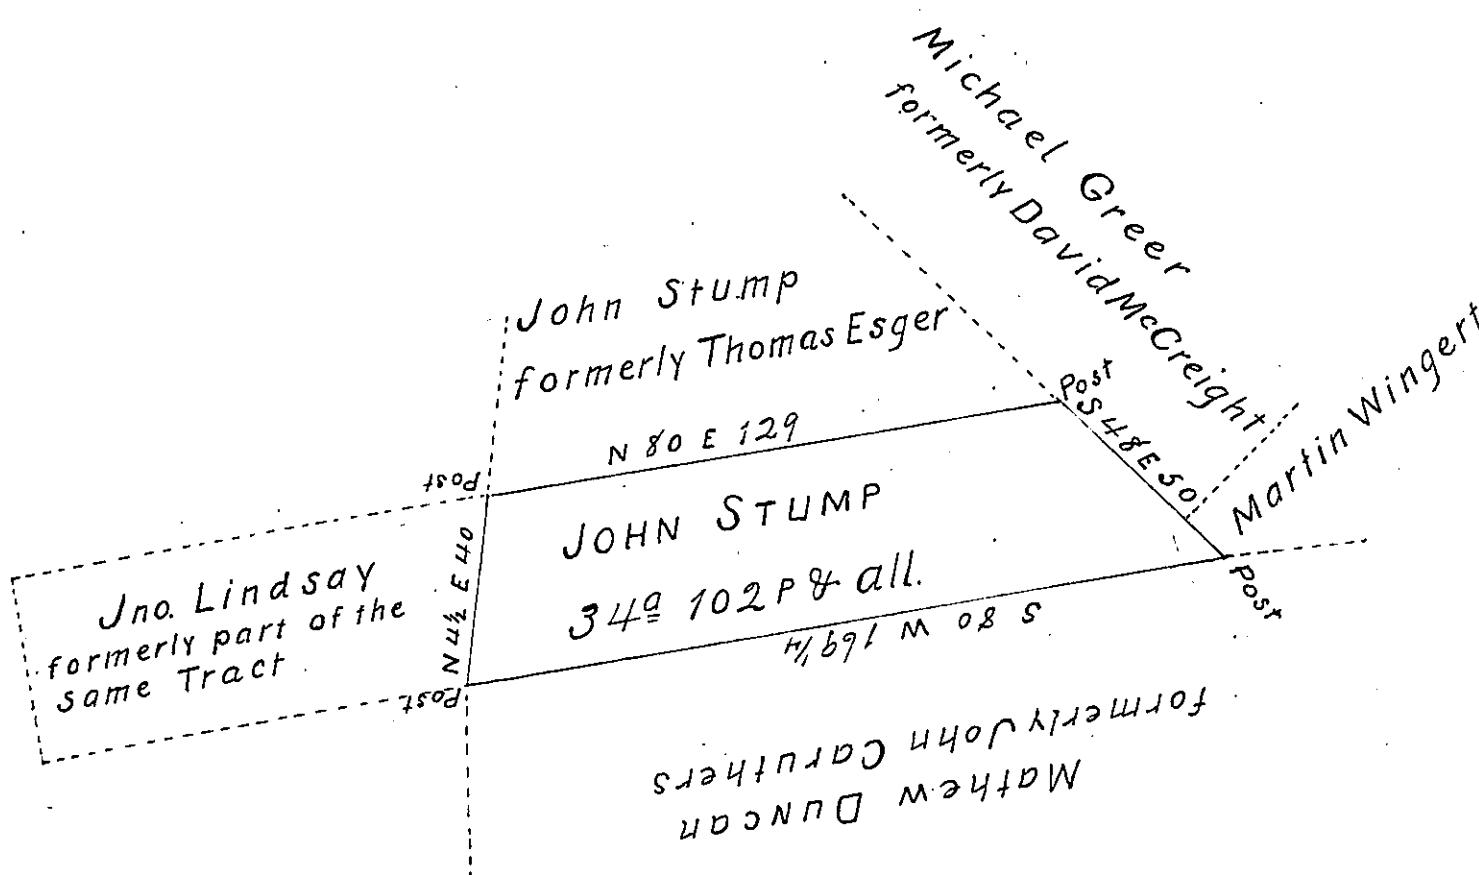 Michael Greer
formerly David McCreight
John Stump
formerly Thomas Esger
Martin Wingert
Post
S 48 E 50
N 80 E 129
Post
JOHN STUMP
34a 102 P & all.
N 4½ E 40
Jno. Lindsay
formerly part of the
same Tract
Post
S 80 W 169¼
Post
formerly John Caruthers
Mathew Duncan